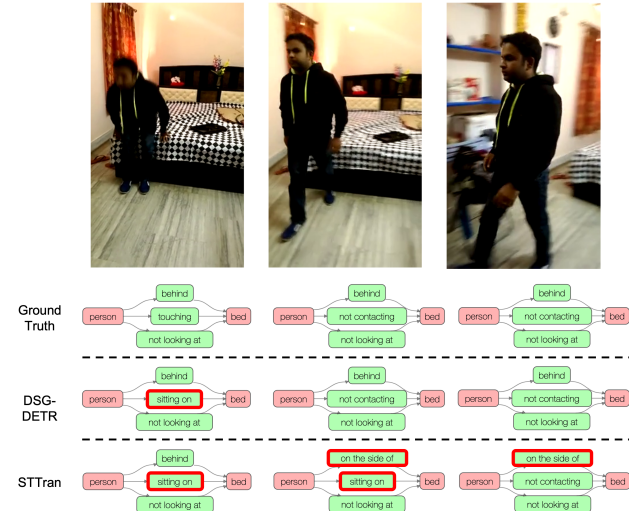 behind behind behind
Ground Truth person touching bed person not contacting bed person not contacting bed
not looking at not looking at not looking at
behind behind behind
DSG-DETR person sitting on bed person not contacting bed person not contacting bed
not looking at not looking at not looking at
behind on the side of on the side of
STTran person sitting on bed person sitting on bed person not contacting bed
not looking at not looking at not looking at